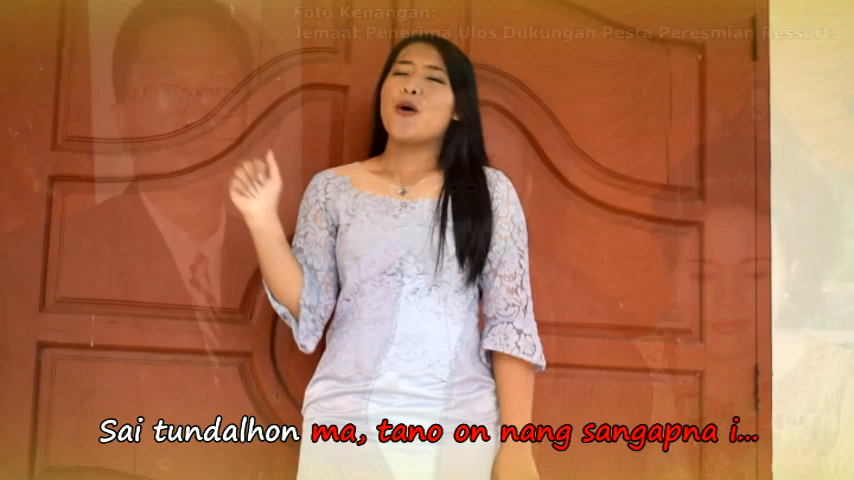 Foto Kenangan:
Jemaat Penerima Ulos Dukungan Pesta Peresmian Ressort.
Sai tundalhon ma, tano on nang sangapna i...